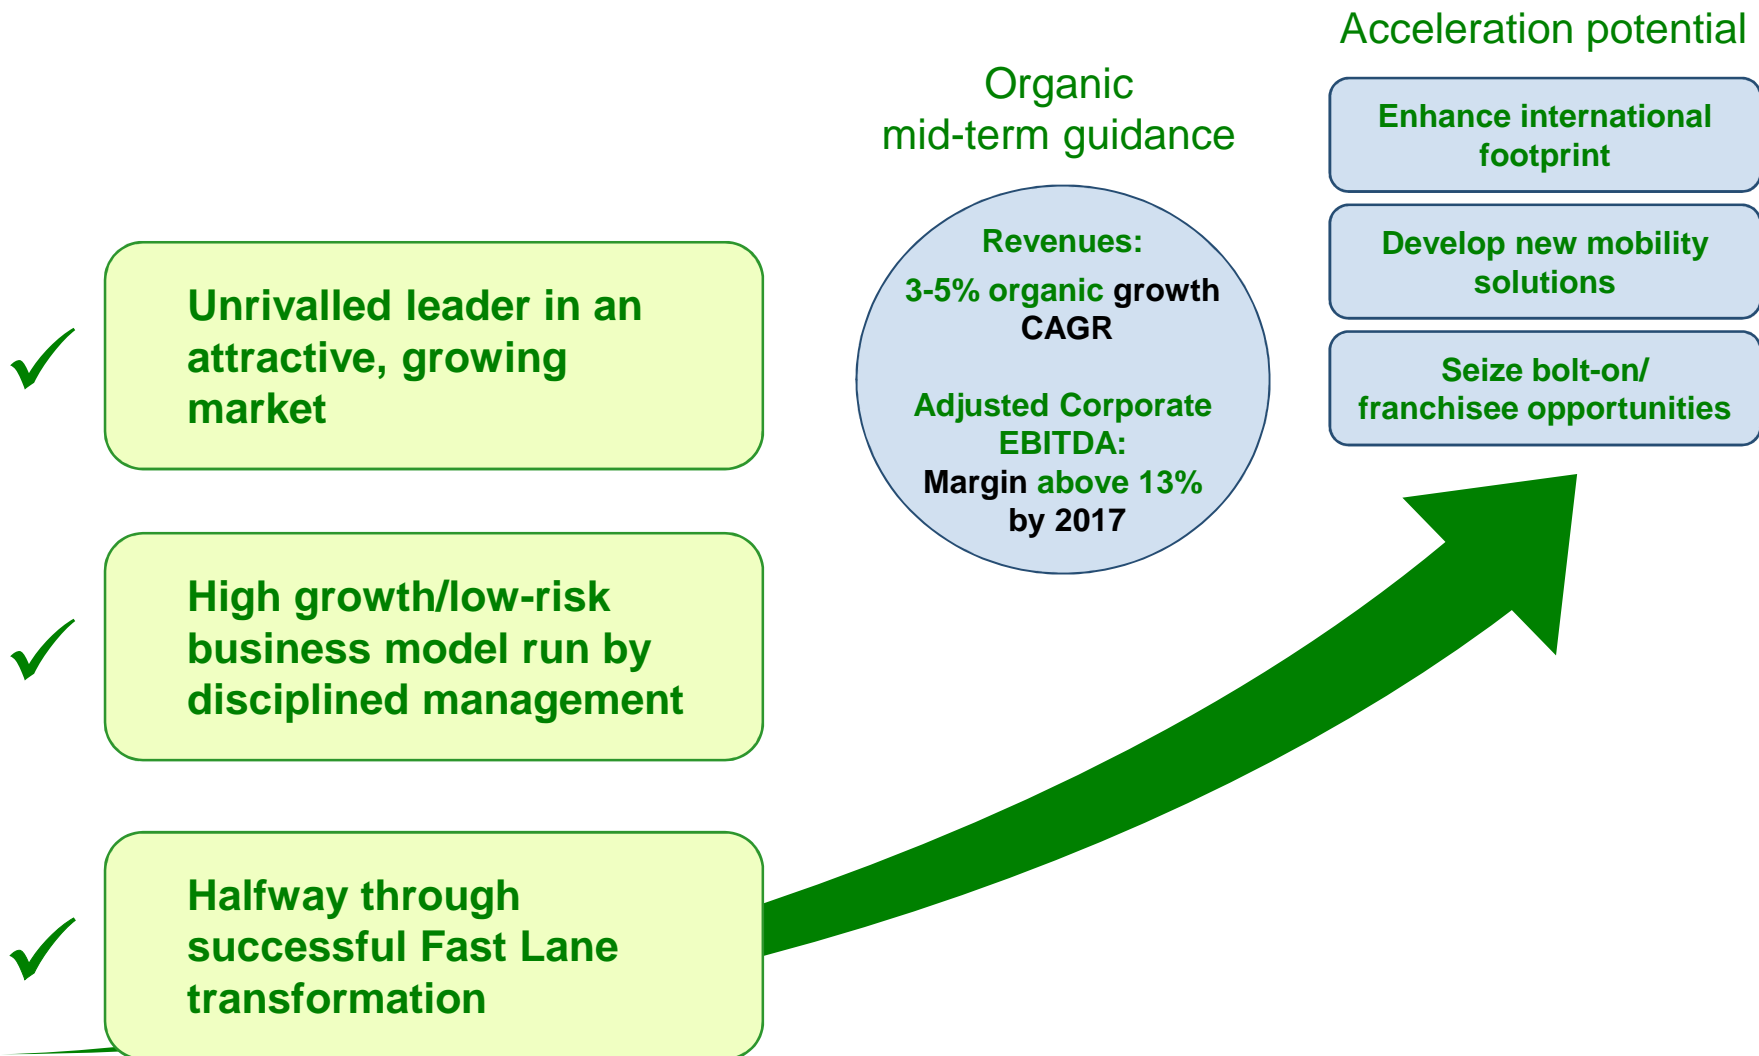 Unrivalled leader in an
attractive, growing
market
High growth/low-risk
business model run by
disciplined management
Halfway through
successful Fast Lane
transformation
Organic
mid-term guidance
Revenues:
3-5% organic growth
CAGR
Adjusted Corporate
EBITDA:
Margin above 13%
by 2017
Acceleration potential
Enhance international
footprint
Develop new mobility
solutions
Seize bolt-on/
franchisee opportunities